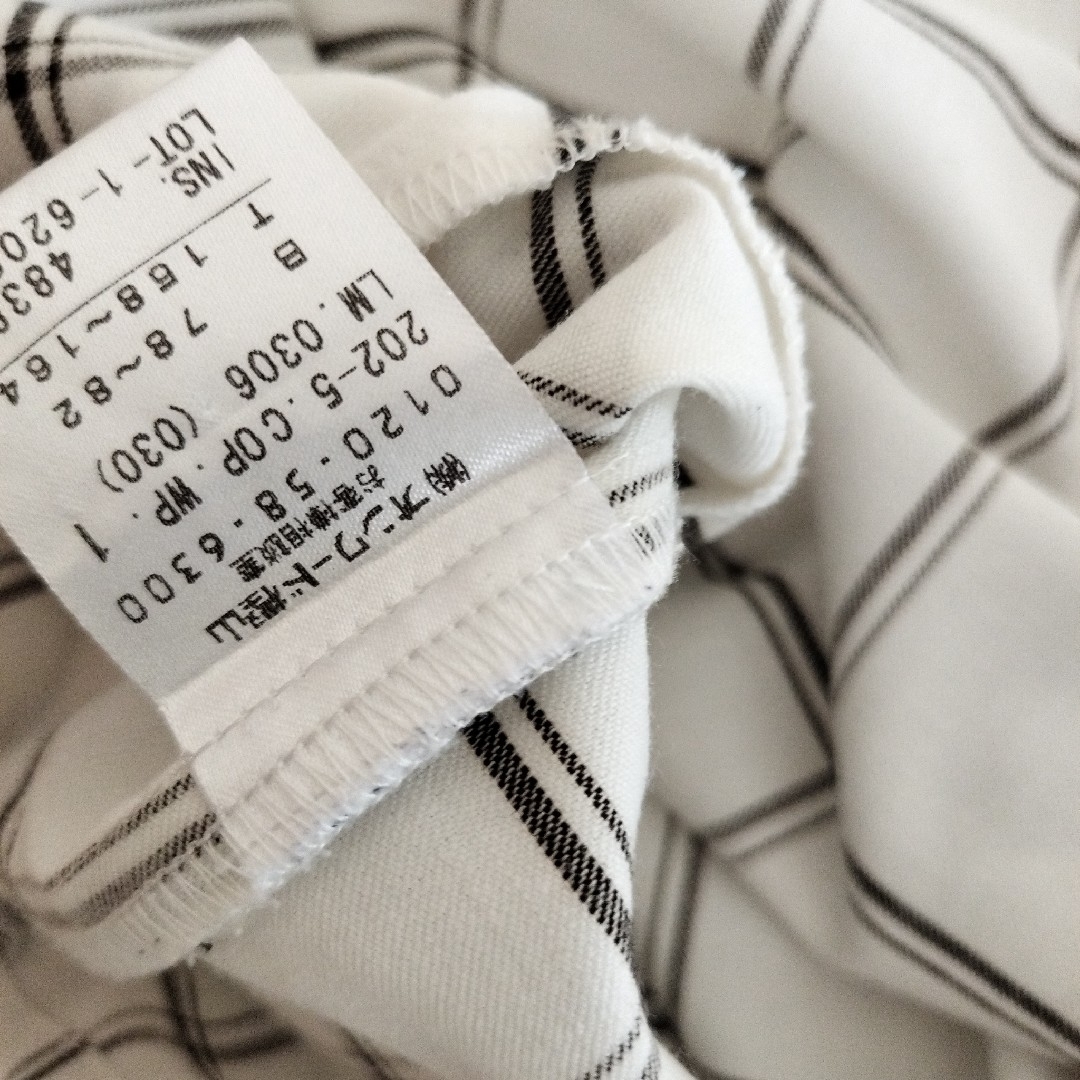 ㈱オンワード樫山
お客様相談室
0120.58.6300
202-5.COP.WP.1
LM.0306 (030)
B 78~82
T 158~164
INS. 483
LOT-1-620